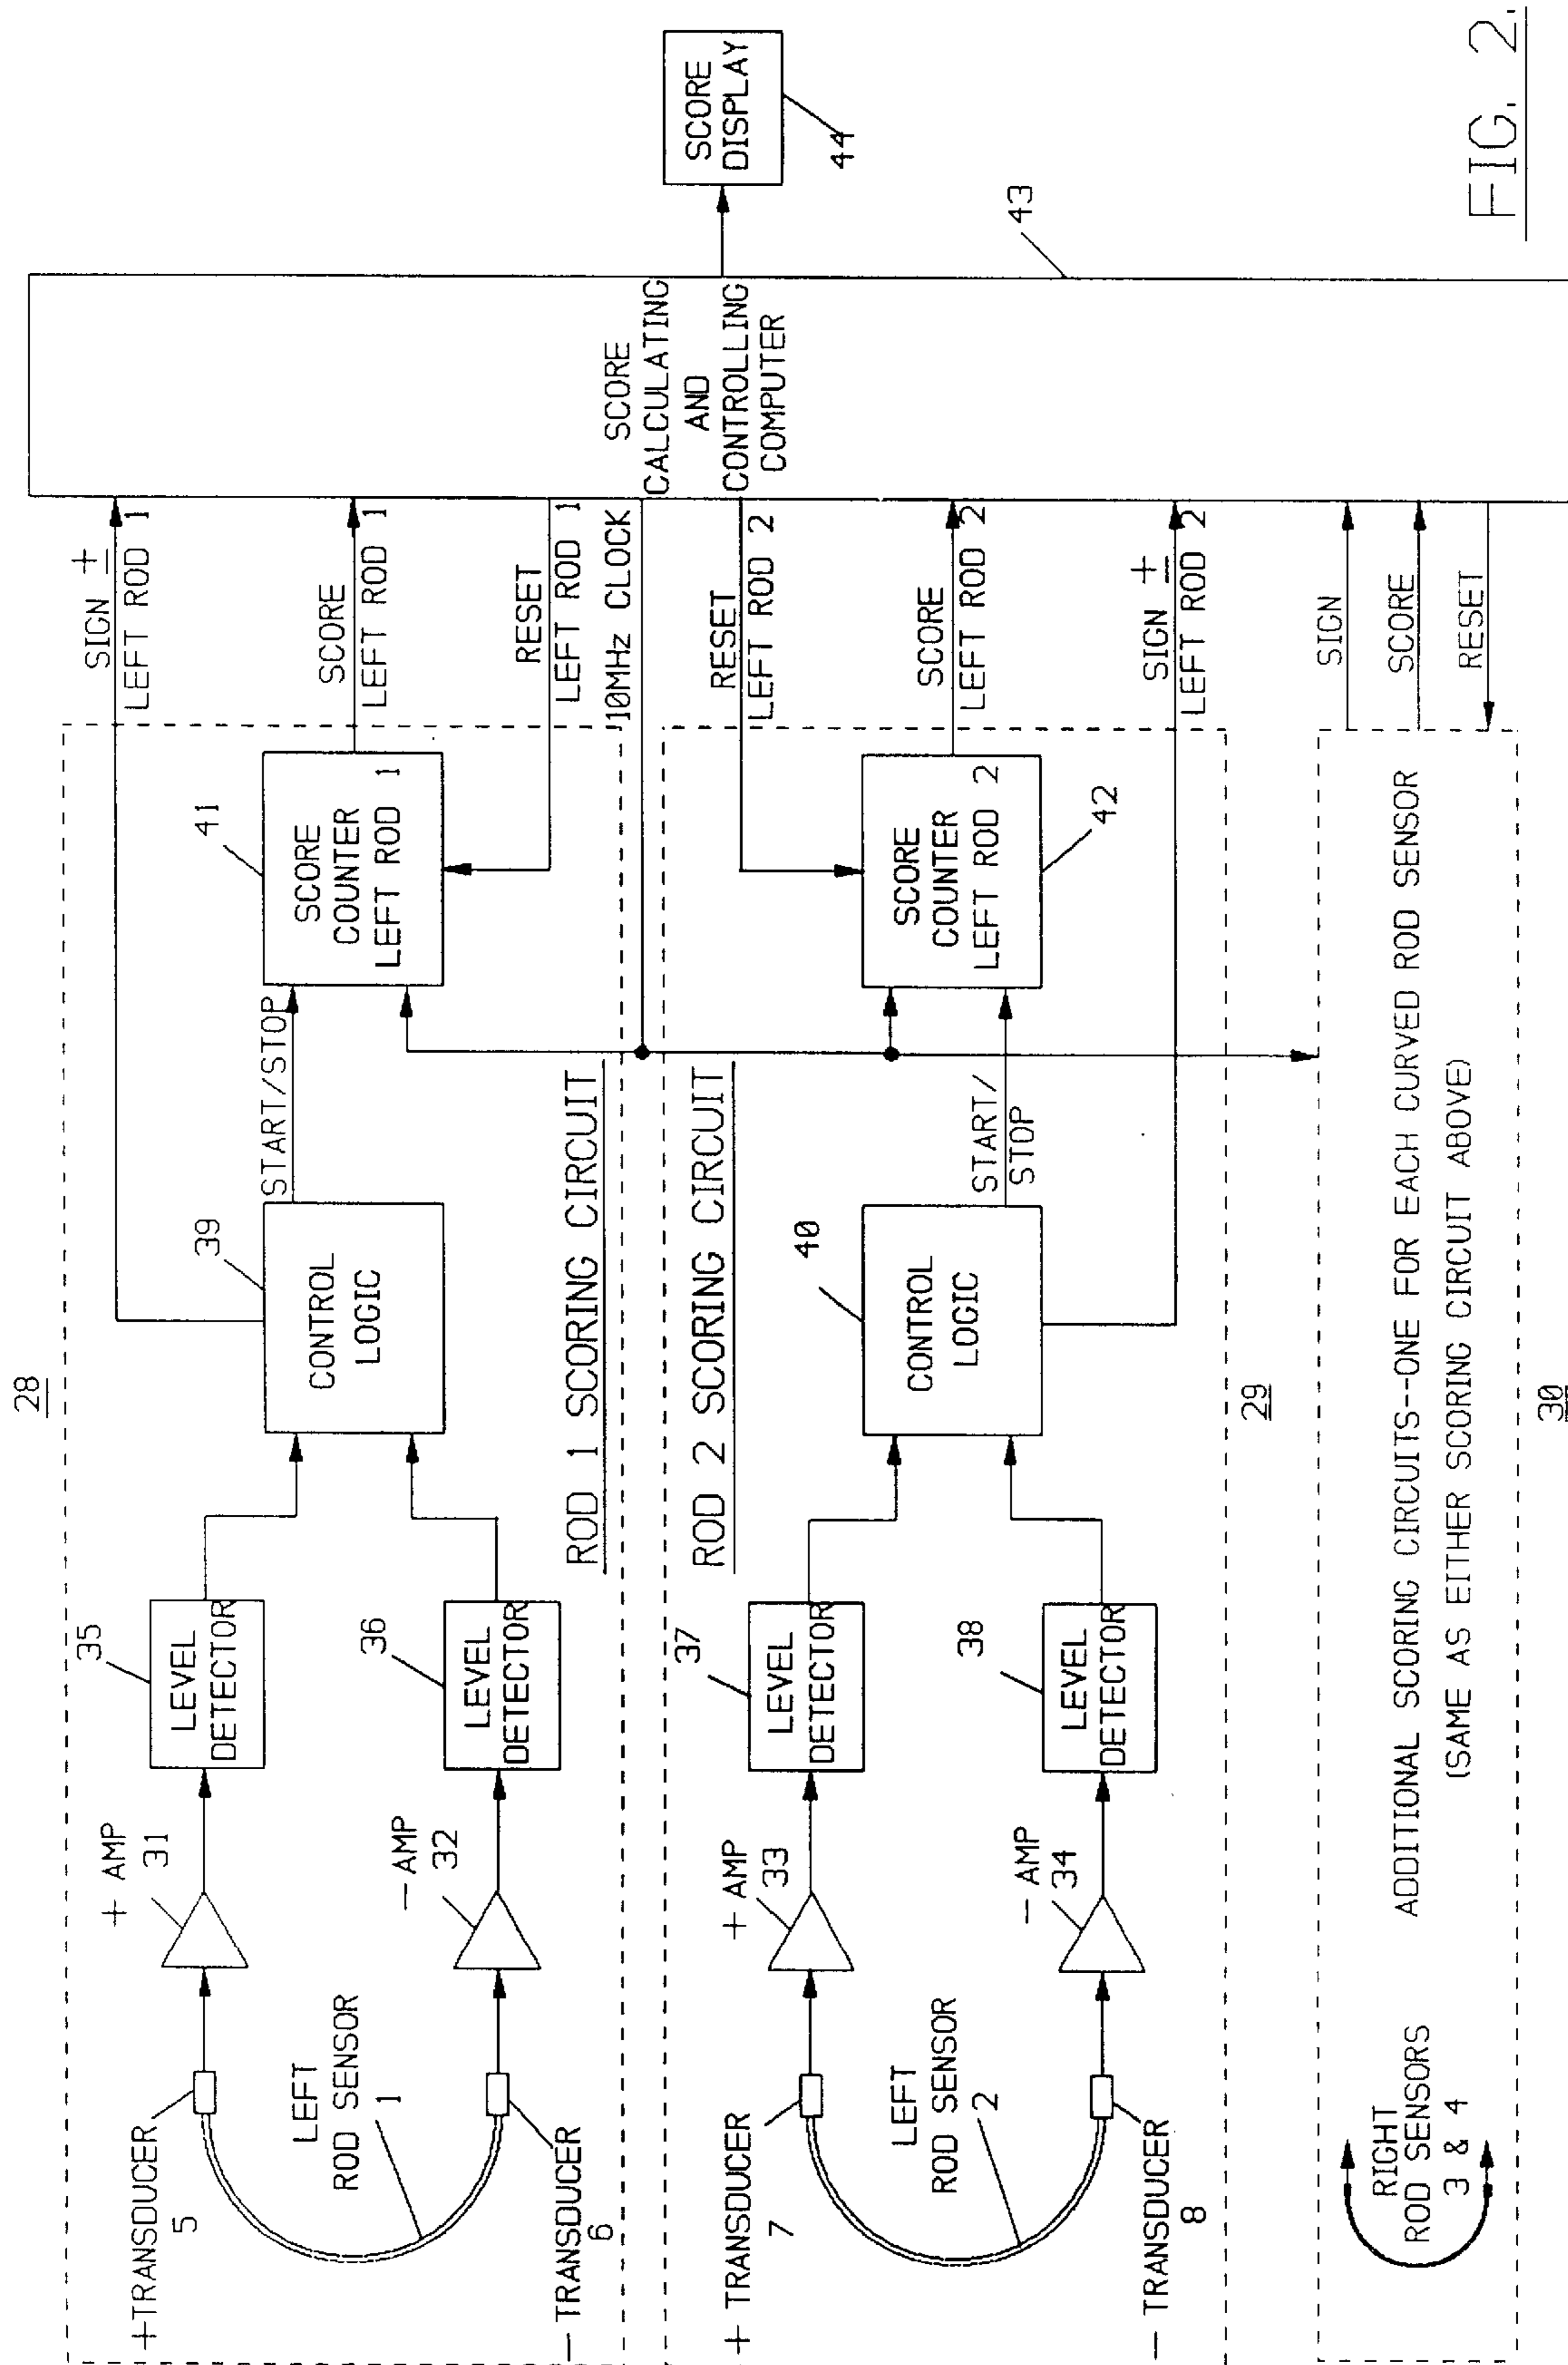 28
+TRANSDUCER
5
LEFT
ROD SENSOR
1
— TRANSDUCER
6
+ AMP
31
— AMP
32
35
LEVEL
DETECTOR
36
LEVEL
DETECTOR
39
CONTROL
LOGIC
START/STOP
41
SCORE
COUNTER
LEFT ROD 1
ROD 1 SCORING CIRCUIT
SIGN ±
LEFT ROD 1
SCORE
LEFT ROD 1
RESET
LEFT ROD 1
10MHz CLOCK
ROD 2 SCORING CIRCUIT
+ TRANSDUCER
7
LEFT
ROD SENSOR
2
— TRANSDUCER
8
+ AMP
33
— AMP
34
37
LEVEL
DETECTOR
38
LEVEL
DETECTOR
40
CONTROL
LOGIC
START/
STOP
SCORE
COUNTER
LEFT ROD 2
42
RESET
LEFT ROD 2
SCORE
LEFT ROD 2
SIGN ±
LEFT ROD 2
29
SCORE
CALCULATING
AND
CONTROLLING
COMPUTER
43
SCORE
DISPLAY
44
RIGHT
ROD SENSORS
3 & 4
ADDITIONAL SCORING CIRCUITS--ONE FOR EACH CURVED ROD SENSOR
(SAME AS EITHER SCORING CIRCUIT ABOVE)
SIGN
SCORE
RESET
30
FIG. 2.